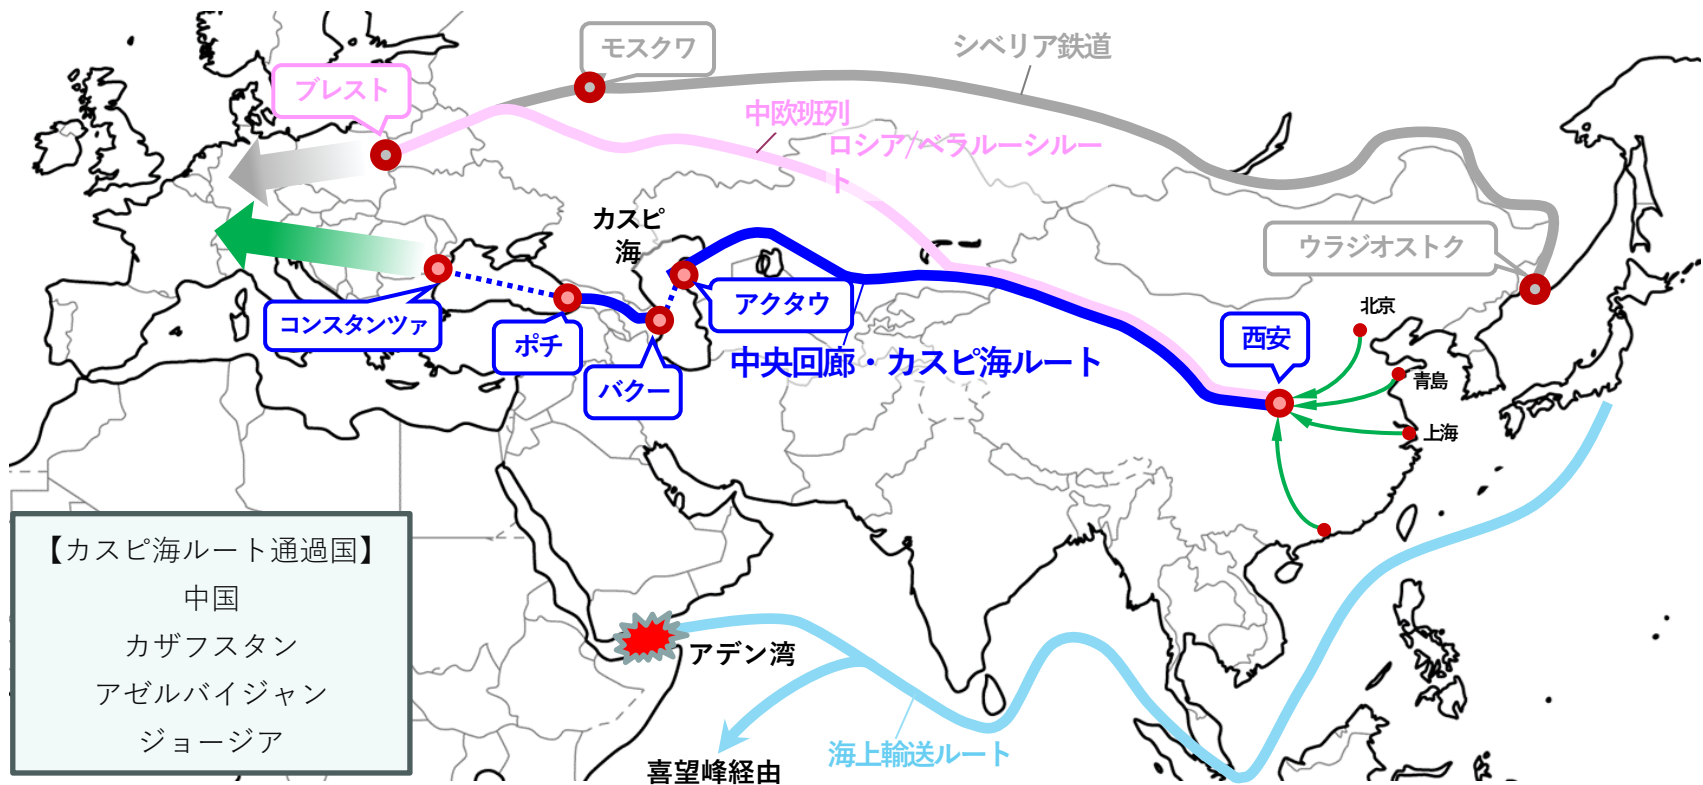 モスクワ
シベリア鉄道
ブレスト
中欧班列
ロシア/ベラルーシルー
ト
カスピ
海
ウラジオストク
アクタウ
北京
コンスタンツァ
ポチ
西安
中央回廊・カスピ海ルート
バクー
青島
上海
【カスピ海ルート通過国】
中国
カザフスタン
アゼルバイジャン
ジョージア
アデン湾
海上輸送ルート
喜望峰経由